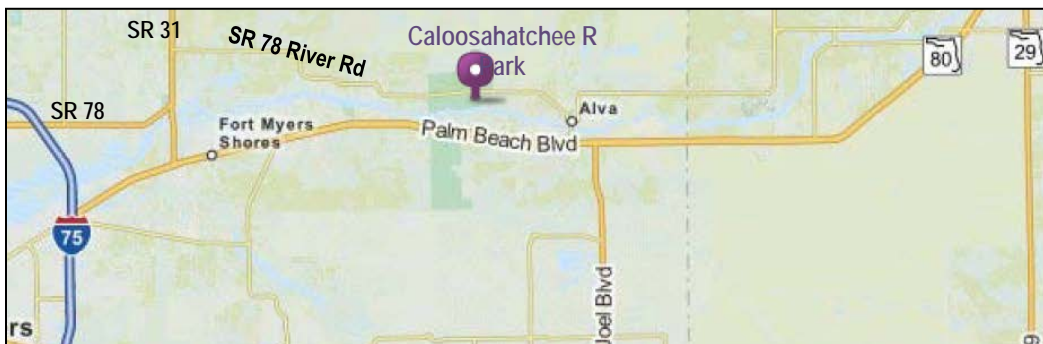 SR 31
SR 78 River Rd
Caloosahatchee R
ark
80
29
SR 78
Fort Myers
Shores
Alva
Palm Beach Blvd
75
Joel Blvd
rs
9